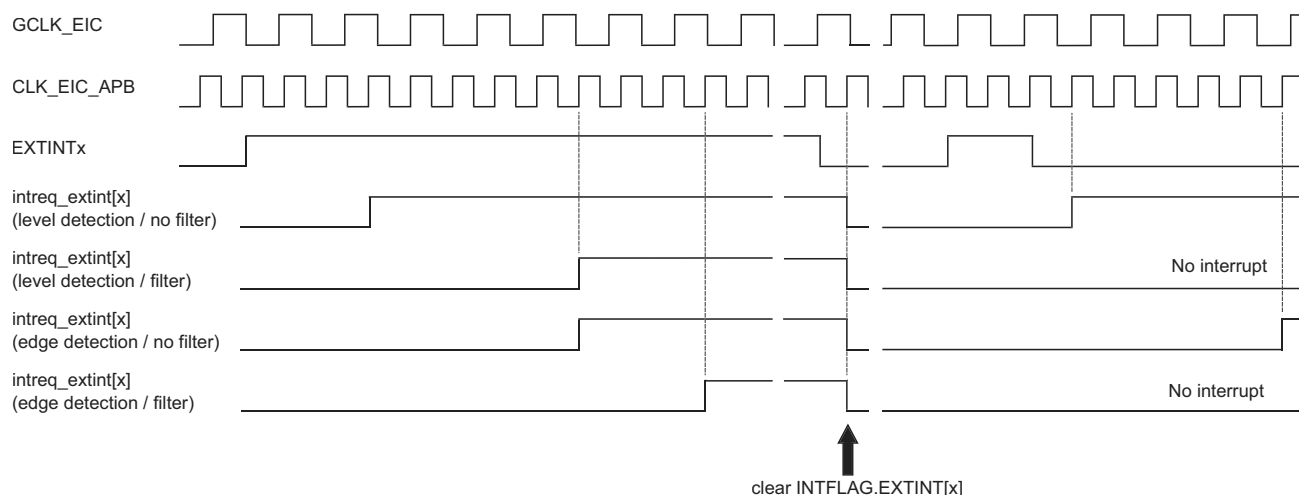 GCLK_EIC
CLK_EIC_APB
EXTINTx
intreq_extint[x]
(level detection / no filter)
intreq_extint[x]
(level detection / filter)
No interrupt
intreq_extint[x]
(edge detection / no filter)
intreq_extint[x]
(edge detection / filter)
No interrupt
clear INTFLAG.EXTINT[x]